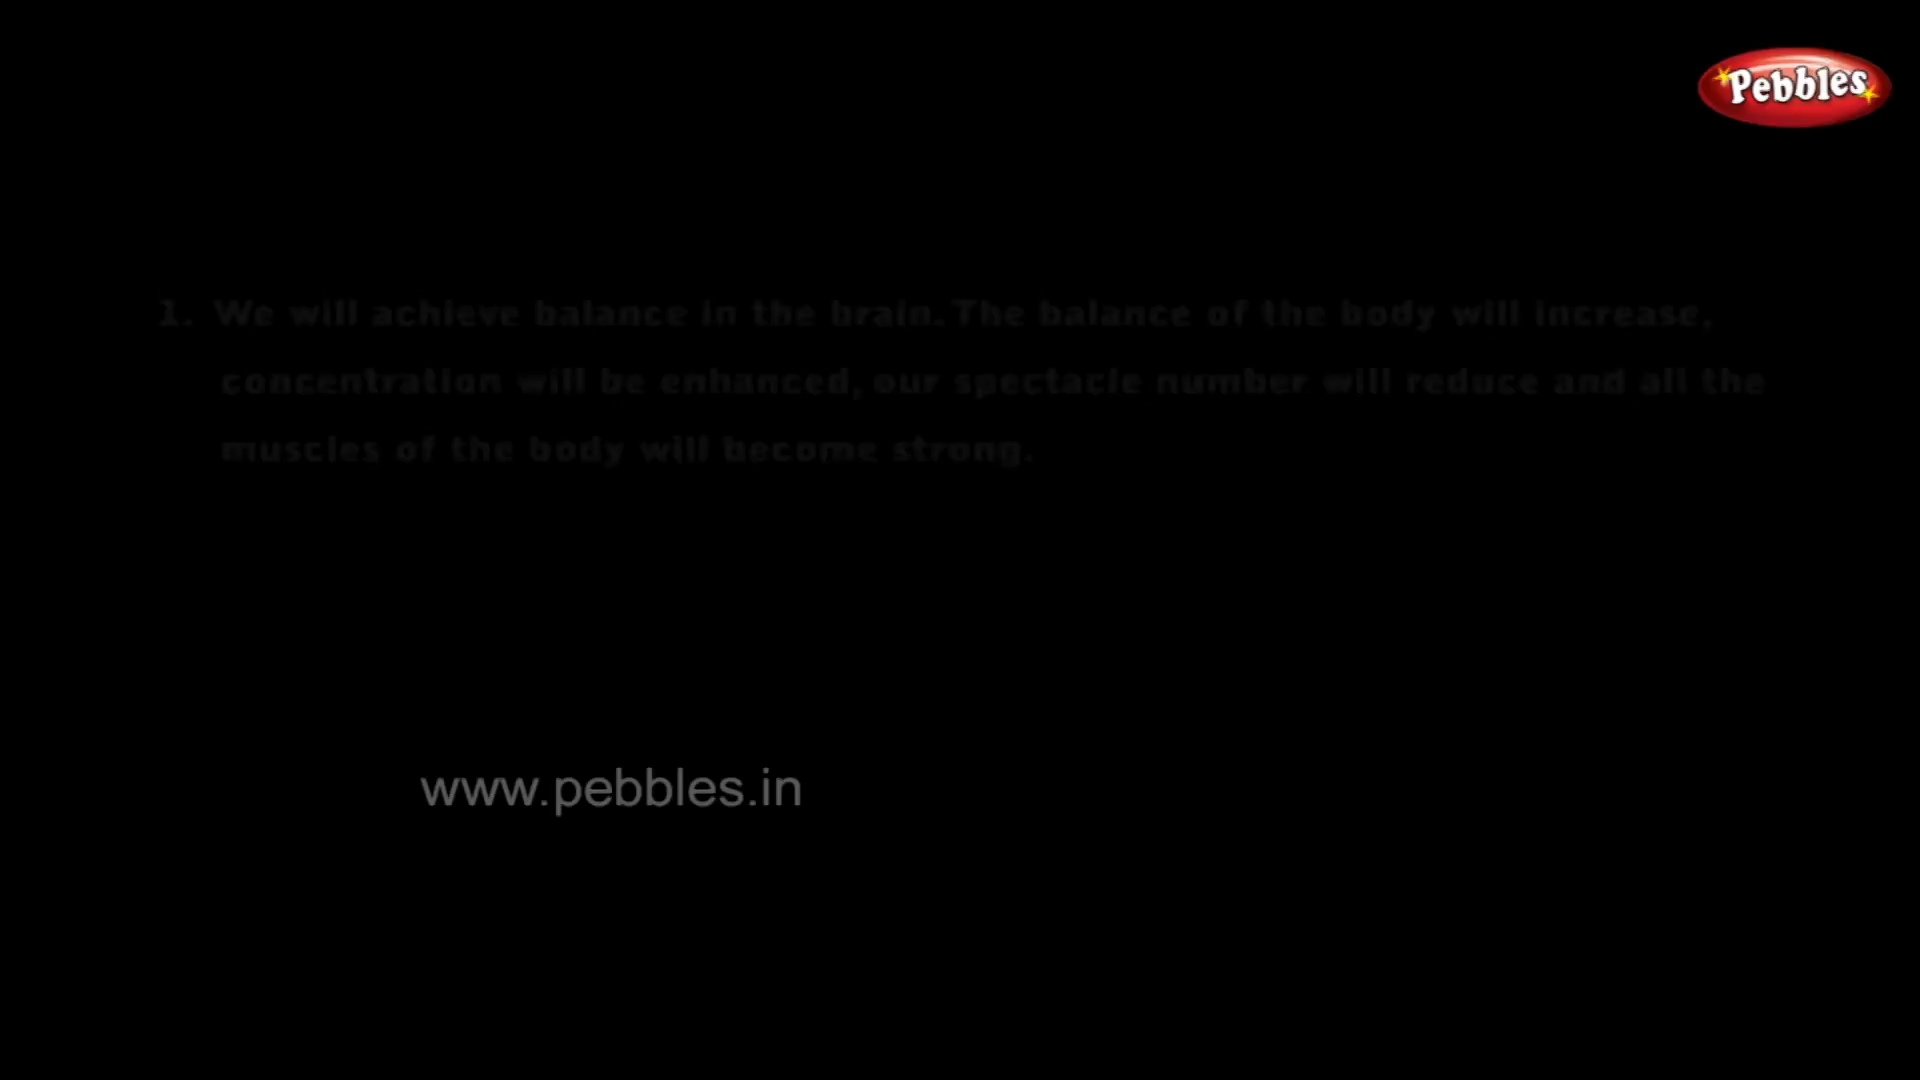 Pebbles
1. We will achieve balance in the brain. The balance of the body will increase,
concentration will be enhanced, our spectacle number will reduce and all the
muscles of the body will become strong.
www.pebbles.in